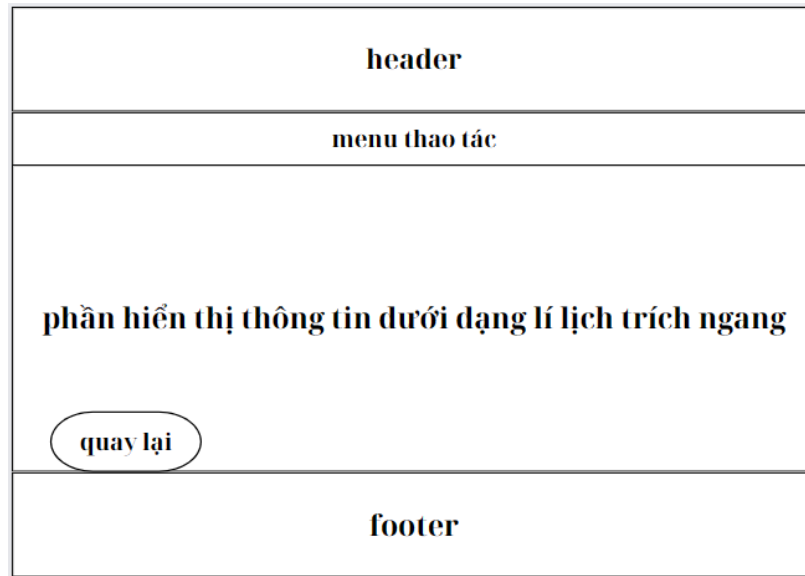 header
menu thao tác
phần hiển thị thông tin dưới dạng lí lịch trích ngang
quay lại
footer